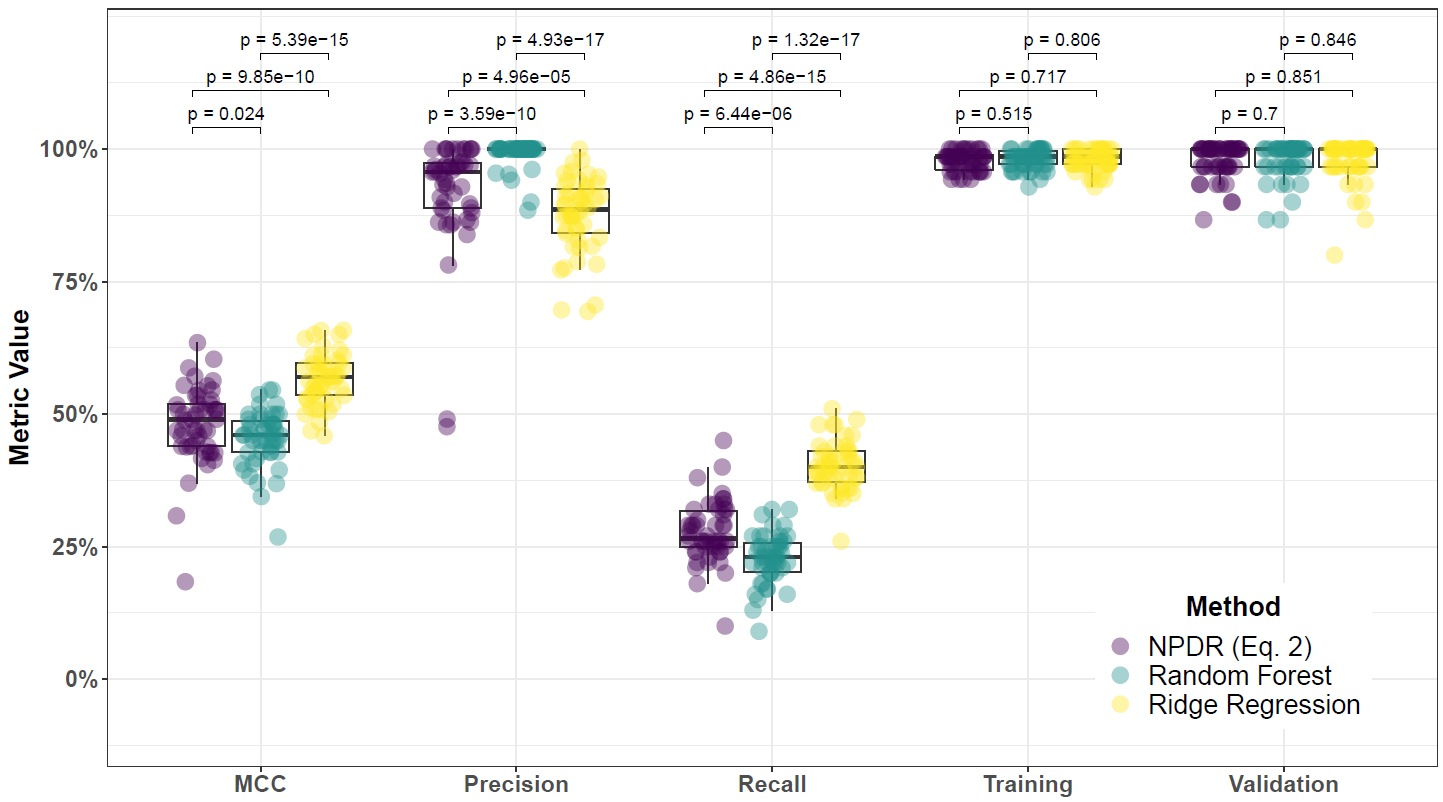 p = 5.39e−15
p = 4.93e−17
p = 1.32e−17
p = 0.806
p = 0.846
p = 9.85e−10
p = 4.96e−05
p = 4.86e−15
p = 0.717
p = 0.851
p = 0.024
p = 3.59e−10
p = 6.44e−06
p = 0.515
p = 0.7
100%
75%
50%
25%
0%
Metric Value
Method
NPDR (Eq. 2)
Random Forest
Ridge Regression
MCC
Precision
Recall
Training
Validation